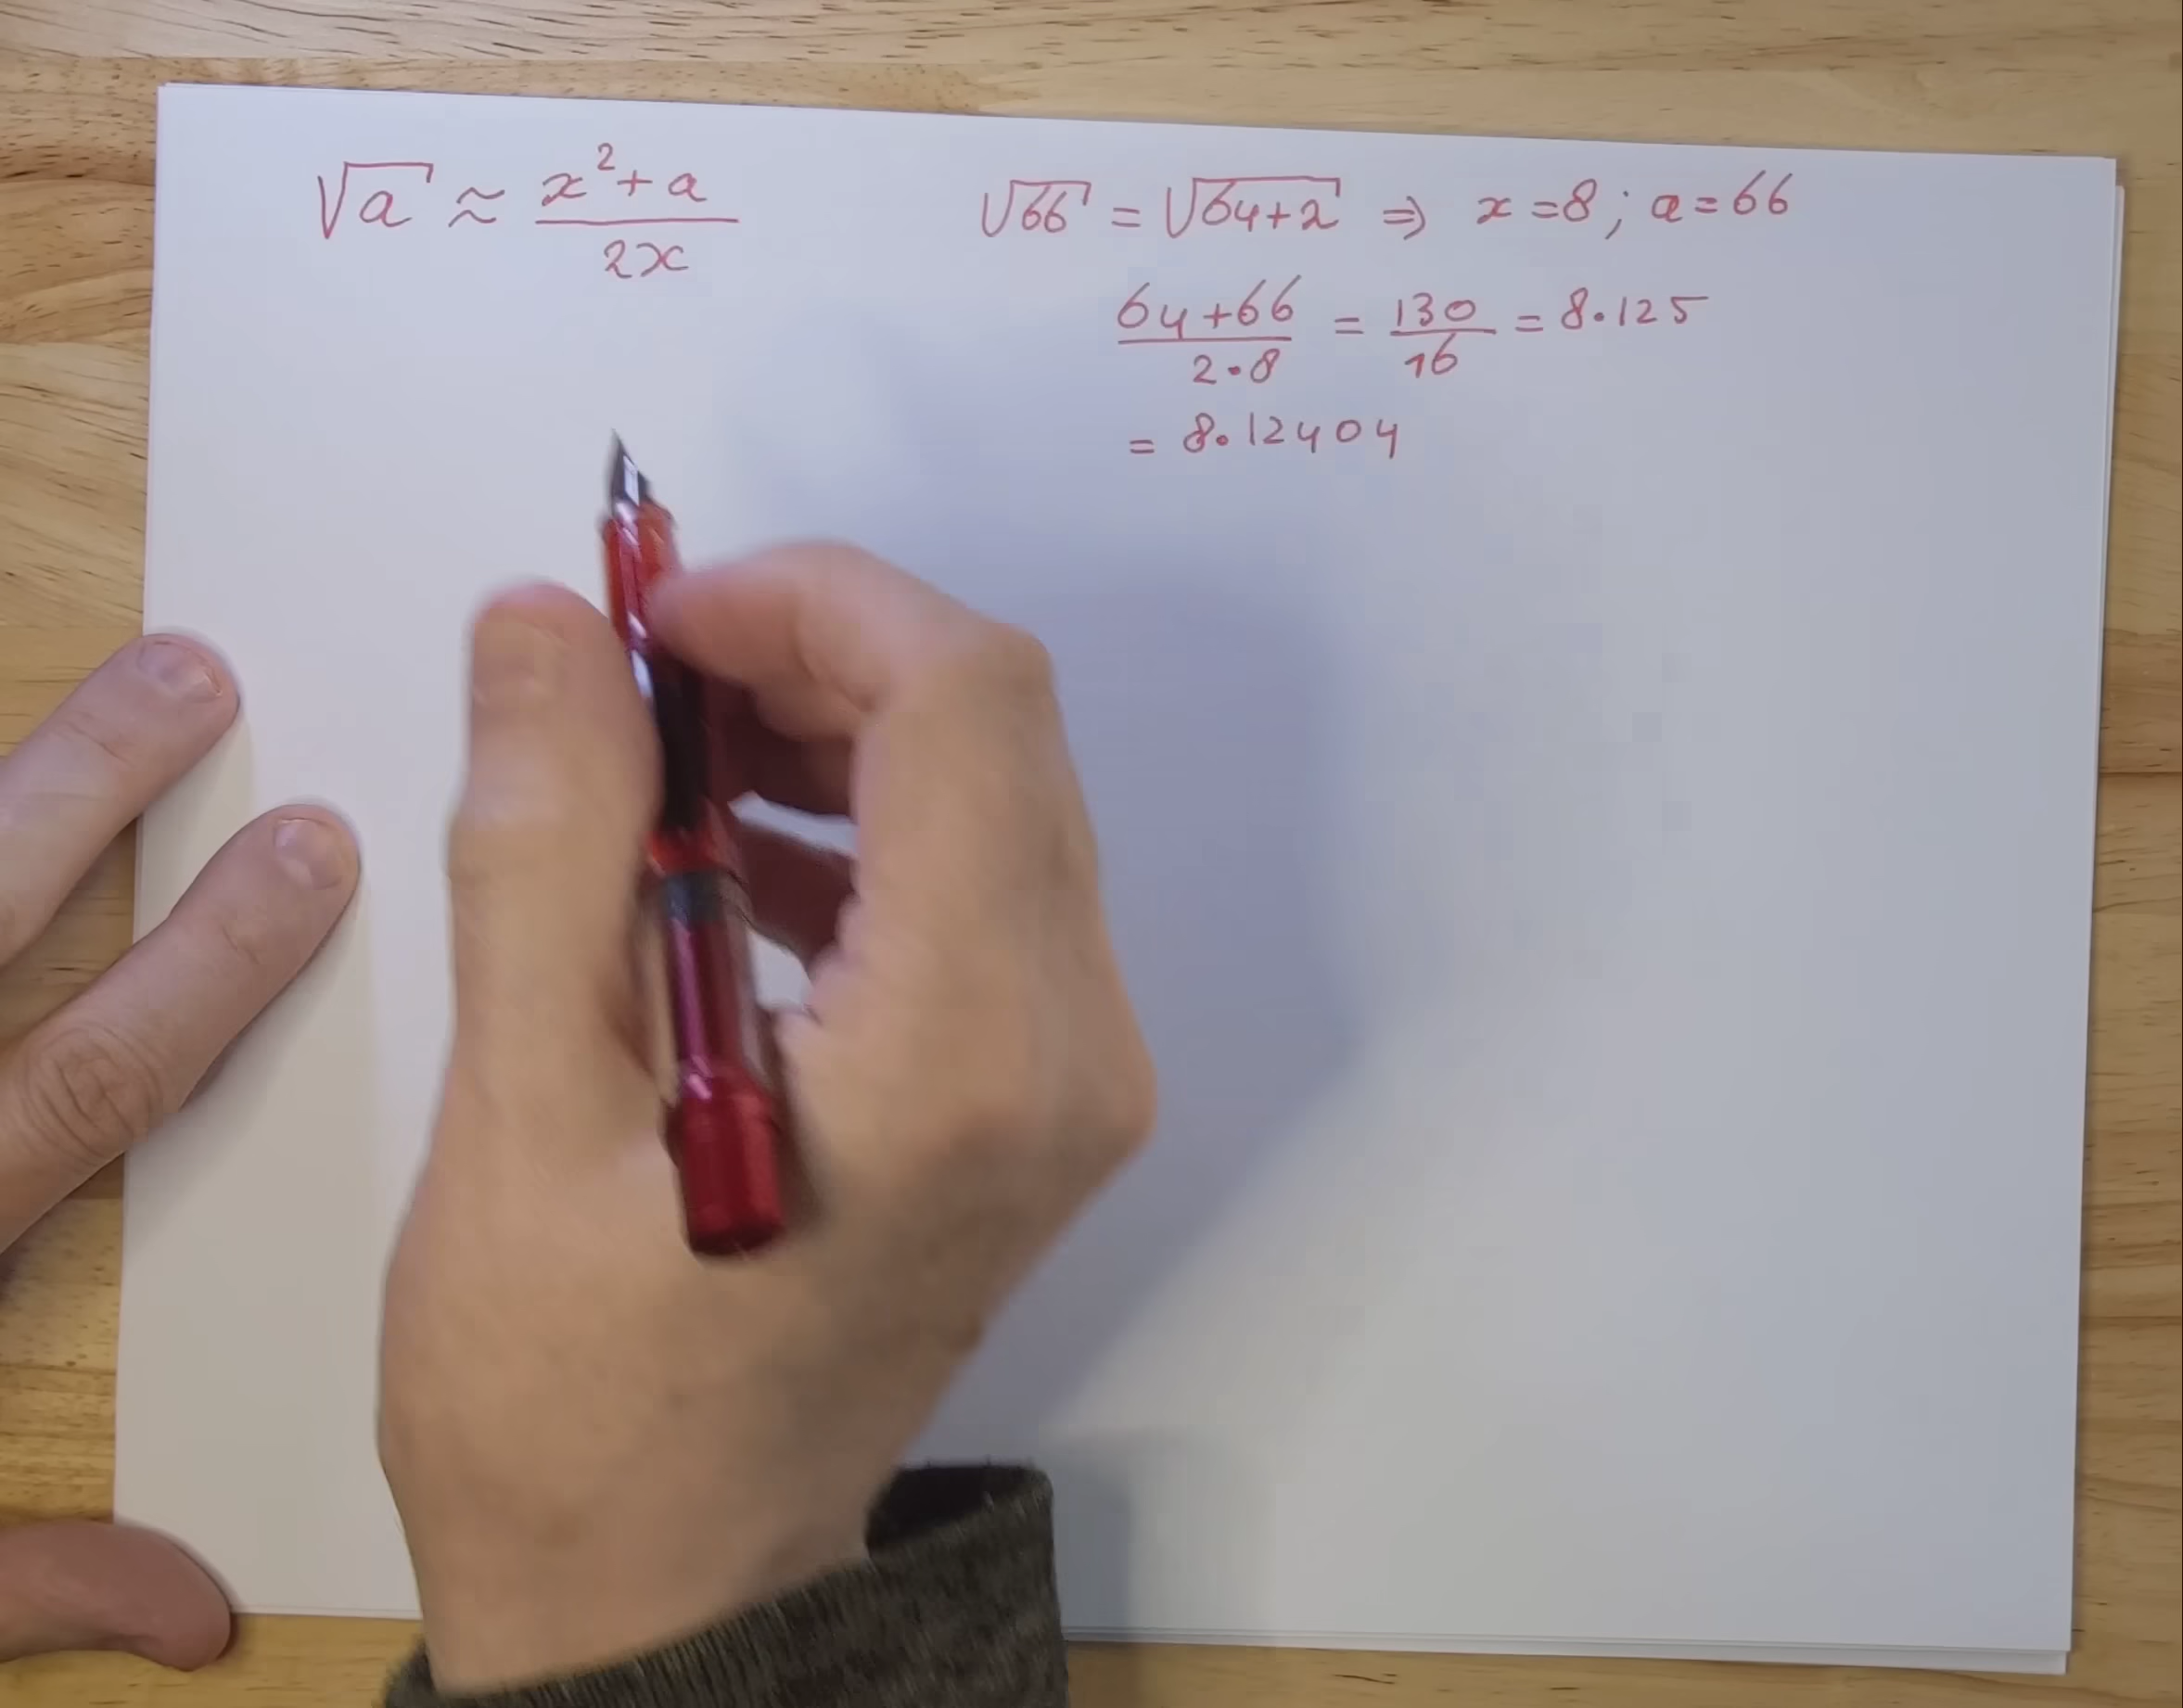 √a ≈ (x² + a) / (2x)
√66 = √(64+2) ⇒ x = 8 ; a = 66
(64+66) / (2·8) = 130/16 = 8.125
= 8.12404